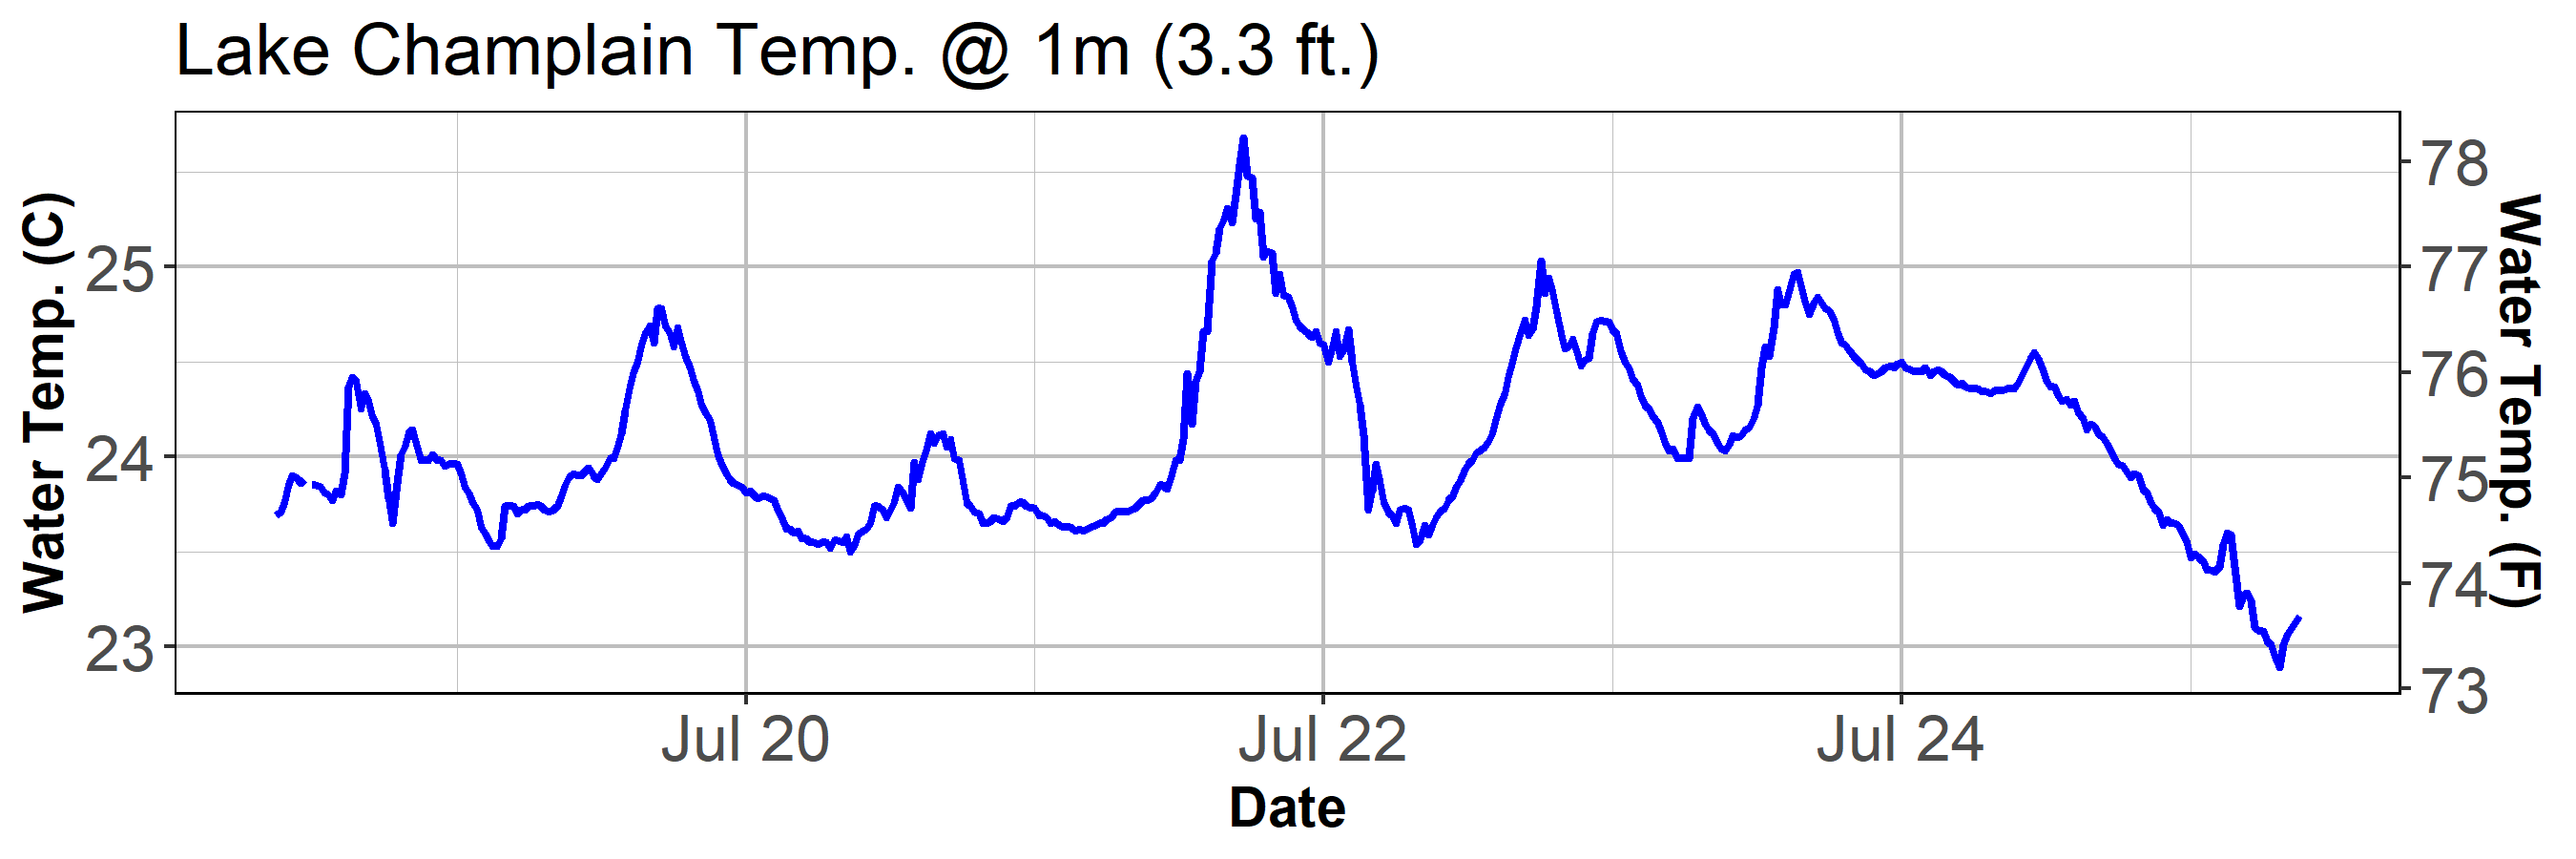 Lake Champlain Temp. @ 1m (3.3 ft.)
Water Temp. (C)
25
24
23
78
77
76
75
74
73
Water Temp. (F)
Jul 20
Jul 22
Jul 24
Date